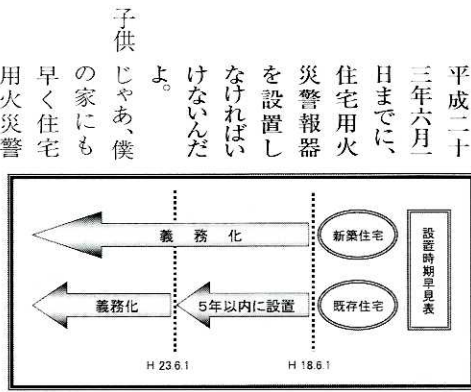 平成二十
三年六月一
日までに、
住宅用火
災警報器
を設置し
なければい
けないんだ
よ。
子供 じゃあ、僕
の家にも
早く住宅
用火災警
設置時期早見表
新築住宅
義務化
既存住宅
5年以内に設置
義務化
H 18.6.1
H 23 6.1